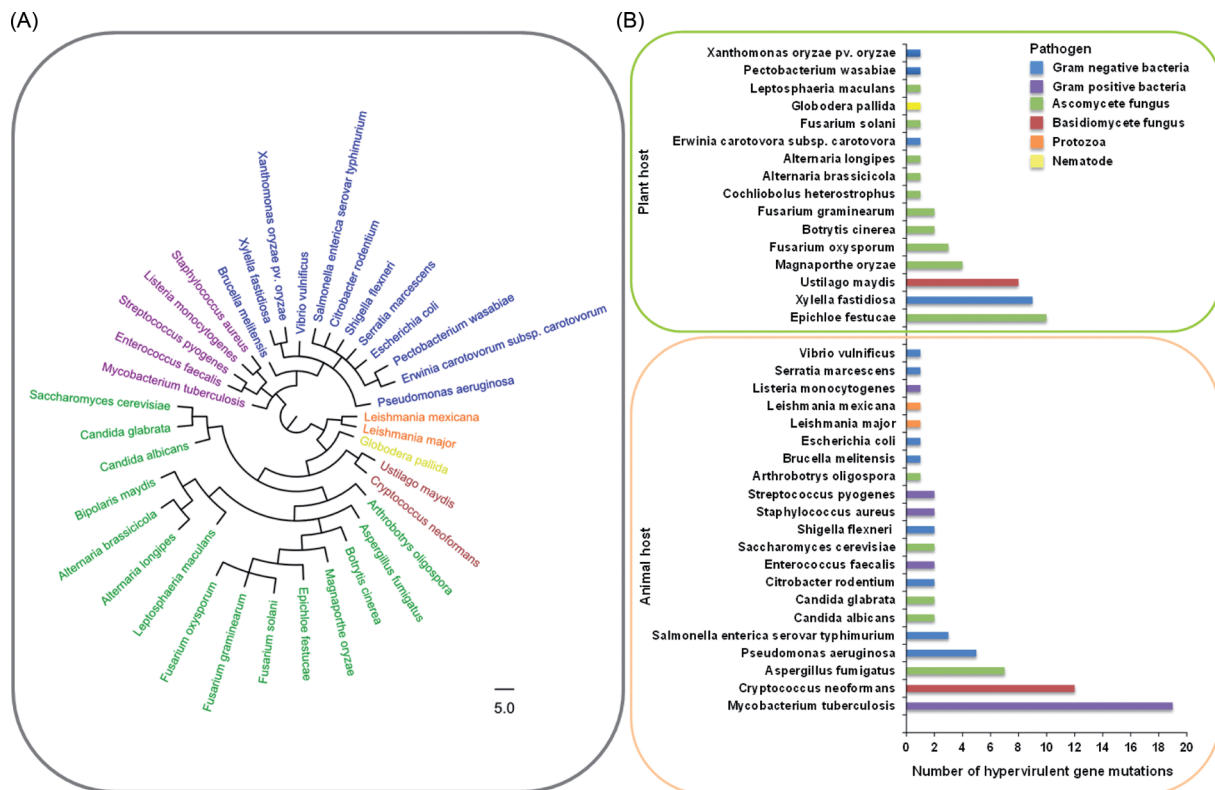 (A)
Saccharomyces cerevisiae
Candida glabrata
Candida albicans
Bipolaris maydis
Alternaria brassicicola
Alternaria longipes
Leptosphaeria maculans
Fusarium oxysporum
Fusarium graminearum
Fusarium solani
Epichloe festucae
Magnaporthe oryzae
Botrytis cinerea
Aspergillus fumigatus
Arthrobotrys oligospora
Cryptococcus neoformans
Ustilago maydis
Globodera pallida
Leishmania major
Leishmania mexicana
Pseudomonas aeruginosa
Erwinia carotovorum subsp. carotovorum
Pectobacterium wasabiae
Escherichia coli
Serratia marcescens
Shigella flexneri
Citrobacter rodentium
Salmonella enterica serovar typhimurium
Vibrio vulnificus
Xanthomonas oryzae pv. oryzae
Xylella fastidiosa
Brucella melitensis
Staphylococcus aureus
Listeria monocytogenes
Streptococcus pyogenes
Enterococcus faecalis
Mycobacterium tuberculosis
5.0
(B)
Plant host
Xanthomonas oryzae pv. oryzae
Pectobacterium wasabiae
Leptosphaeria maculans
Globodera pallida
Fusarium solani
Erwinia carotovora subsp. carotovora
Alternaria longipes
Alternaria brassicicola
Cochliobolus heterostrophus
Fusarium graminearum
Botrytis cinerea
Fusarium oxysporum
Magnaporthe oryzae
Ustilago maydis
Xylella fastidiosa
Epichloe festucae
Pathogen
Gram negative bacteria
Gram positive bacteria
Ascomycete fungus
Basidiomycete fungus
Protozoa
Nematode
Animal host
Vibrio vulnificus
Serratia marcescens
Listeria monocytogenes
Leishmania mexicana
Leishmania major
Escherichia coli
Brucella melitensis
Arthrobotrys oligospora
Streptococcus pyogenes
Staphylococcus aureus
Shigella flexneri
Saccharomyces cerevisiae
Enterococcus faecalis
Citrobacter rodentium
Candida glabrata
Candida albicans
Salmonella enterica serovar typhimurium
Pseudomonas aeruginosa
Aspergillus fumigatus
Cryptococcus neoformans
Mycobacterium tuberculosis
0 2 4 6 8 10 12 14 16 18 20
Number of hypervirulent gene mutations